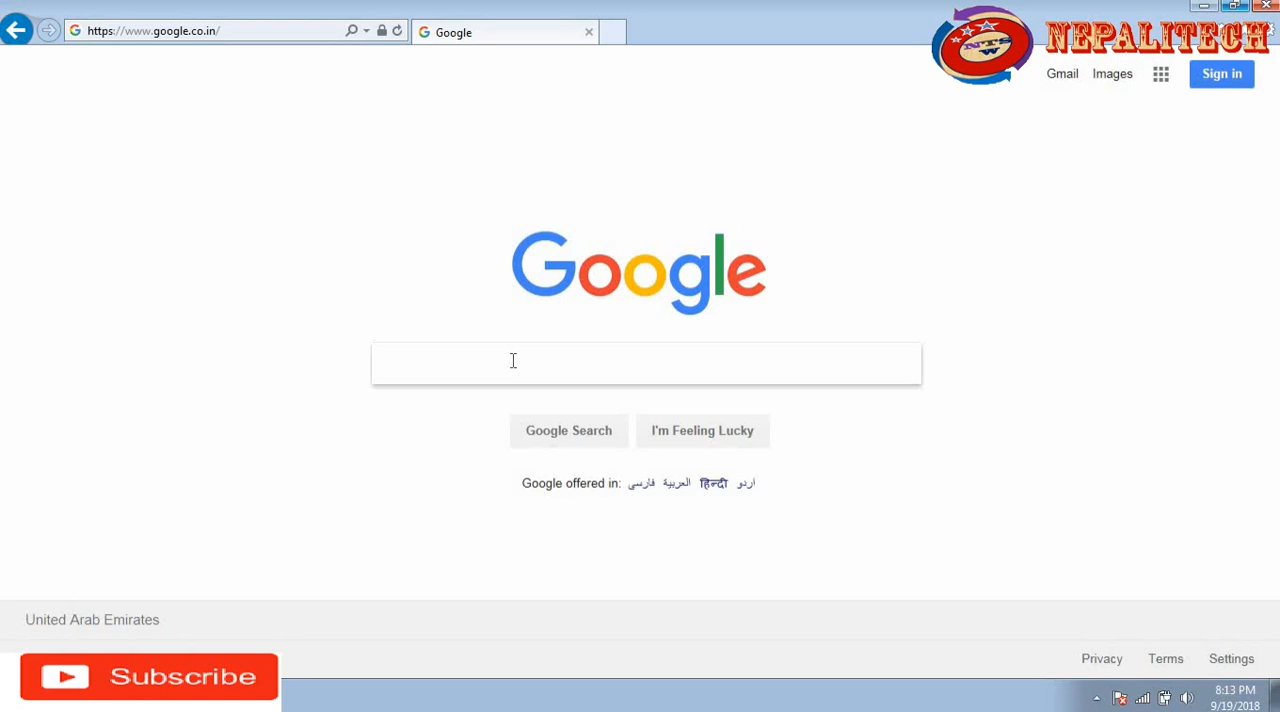 https://www.google.co.in/
Google
NTS
W
NEPALITECH
Gmail Images Sign in
Google
Google Search I'm Feeling Lucky
Google offered in: فارسی العربية हिन्दी اردو
United Arab Emirates
Privacy Terms Settings
Subscribe
8:13 PM
9/19/2018